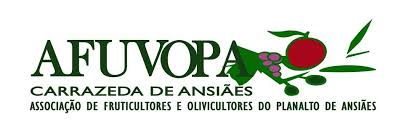 AFUVOPA
CARRAZEDA DE ANSIÃES
ASSOCIAÇÃO DE FRUTICULTORES E OLIVICULTORES DO PLANALTO DE ANSIÃES